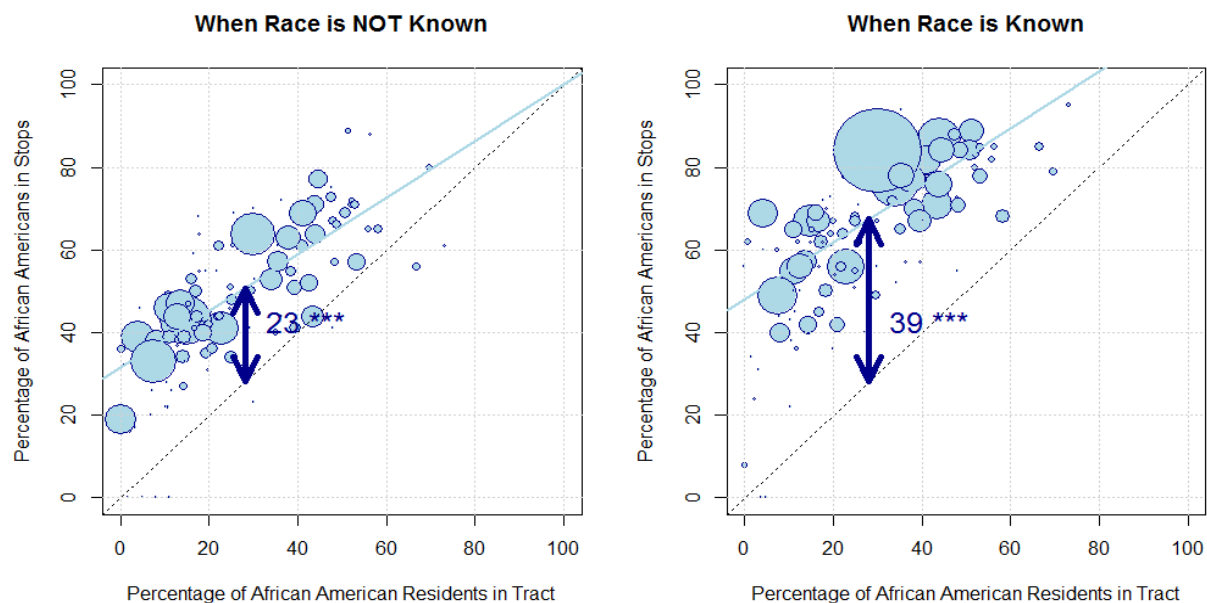 When Race is NOT Known
Percentage of African Americans in Stops
100
80
60
40
20
0
23 ***
0 20 40 60 80 100
Percentage of African American Residents in Tract
When Race is Known
Percentage of African Americans in Stops
100
80
60
40
20
0
39 ***
0 20 40 60 80 100
Percentage of African American Residents in Tract